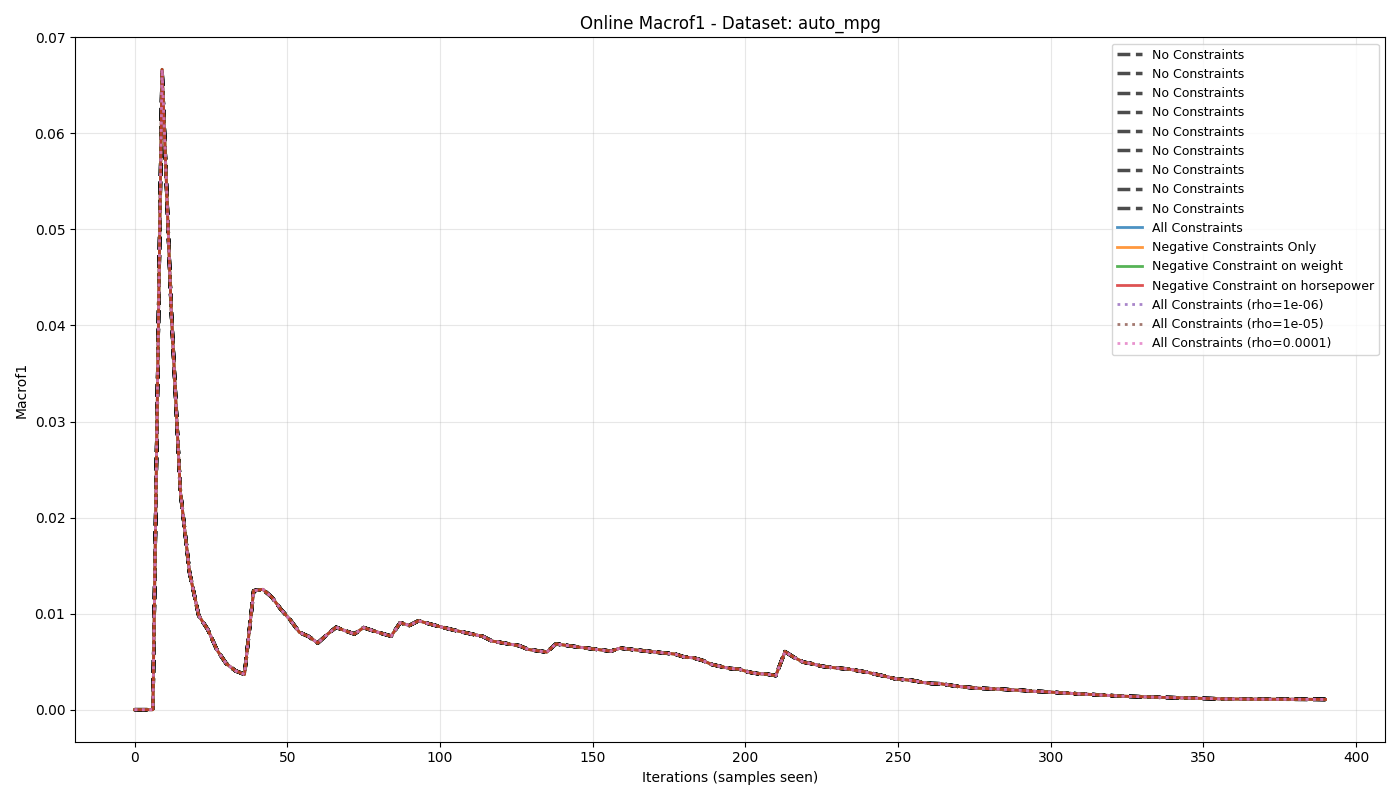 Online Macrof1 - Dataset: auto_mpg
Macrof1
0.07
0.06
0.05
0.04
0.03
0.02
0.01
0.00
No Constraints
No Constraints
No Constraints
No Constraints
No Constraints
No Constraints
No Constraints
No Constraints
No Constraints
All Constraints
Negative Constraints Only
Negative Constraint on weight
Negative Constraint on horsepower
All Constraints (rho=1e-06)
All Constraints (rho=1e-05)
All Constraints (rho=0.0001)
0 50 100 150 200 250 300 350 400
Iterations (samples seen)